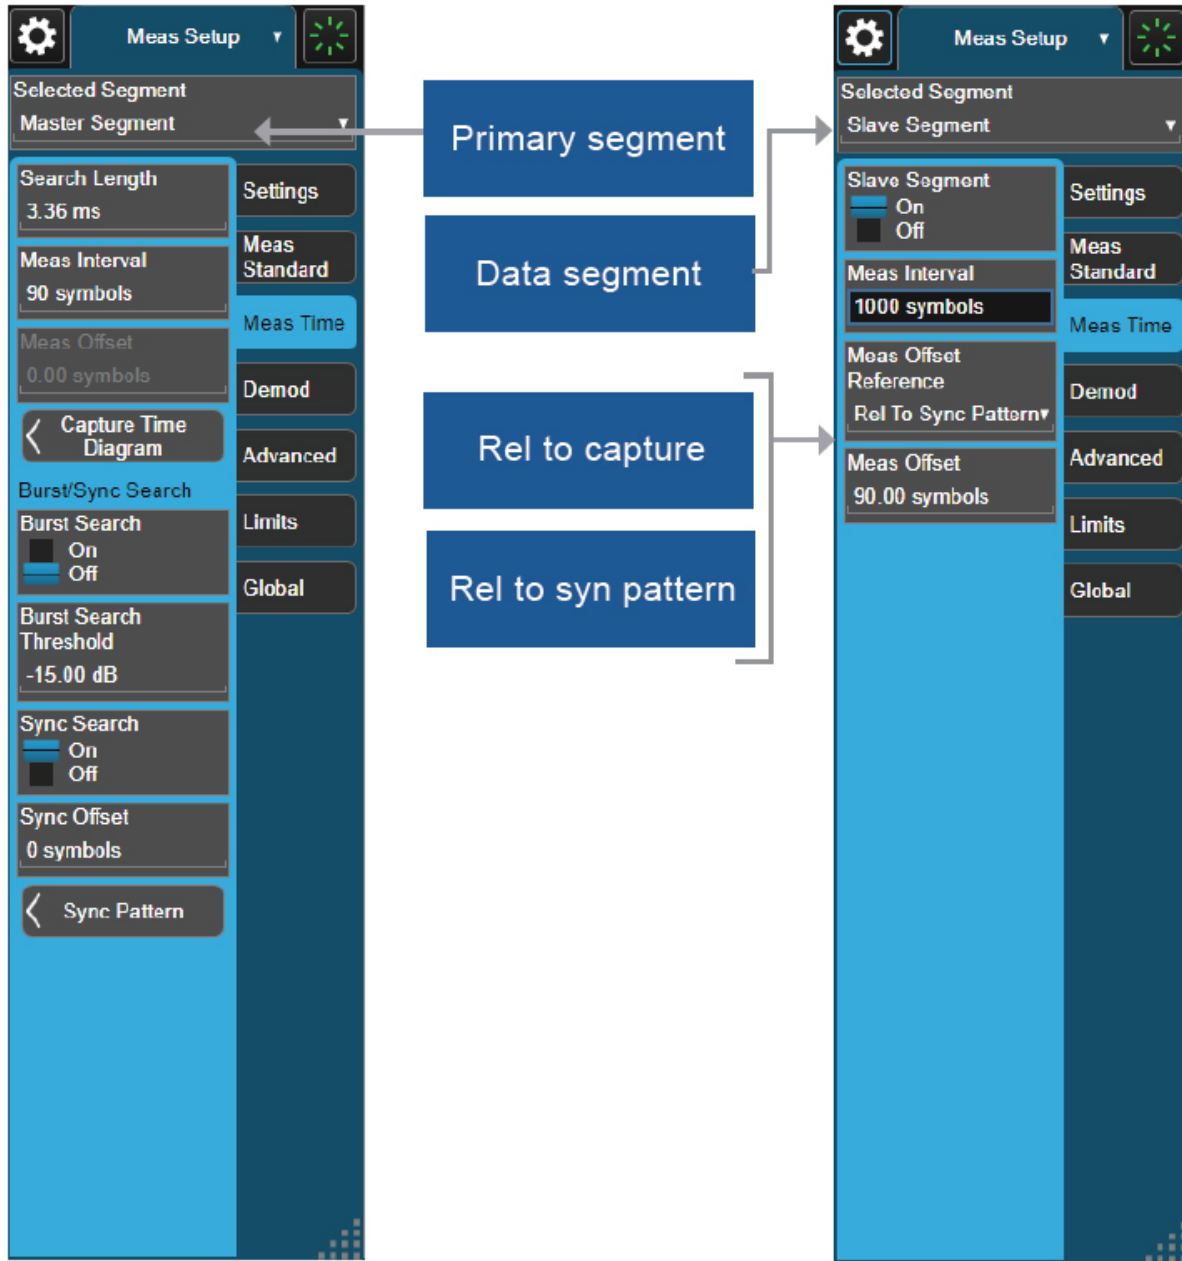 Meas Setup
Selected Segment
Master Segment
Search Length
3.36 ms
Meas Interval
90 symbols
Meas Offset
0.00 symbols
Capture Time
Diagram
Burst/Sync Search
Burst Search
On
Off
Burst Search
Threshold
-15.00 dB
Sync Search
On
Off
Sync Offset
0 symbols
Sync Pattern
Settings
Meas
Standard
Meas Time
Demod
Advanced
Limits
Global
Primary segment
Data segment
Rel to capture
Rel to syn pattern
Meas Setup
Selected Segment
Slave Segment
Slave Segment
On
Off
Meas Interval
1000 symbols
Meas Offset
Reference
Rel To Sync Pattern
Meas Offset
90.00 symbols
Settings
Meas
Standard
Meas Time
Demod
Advanced
Limits
Global